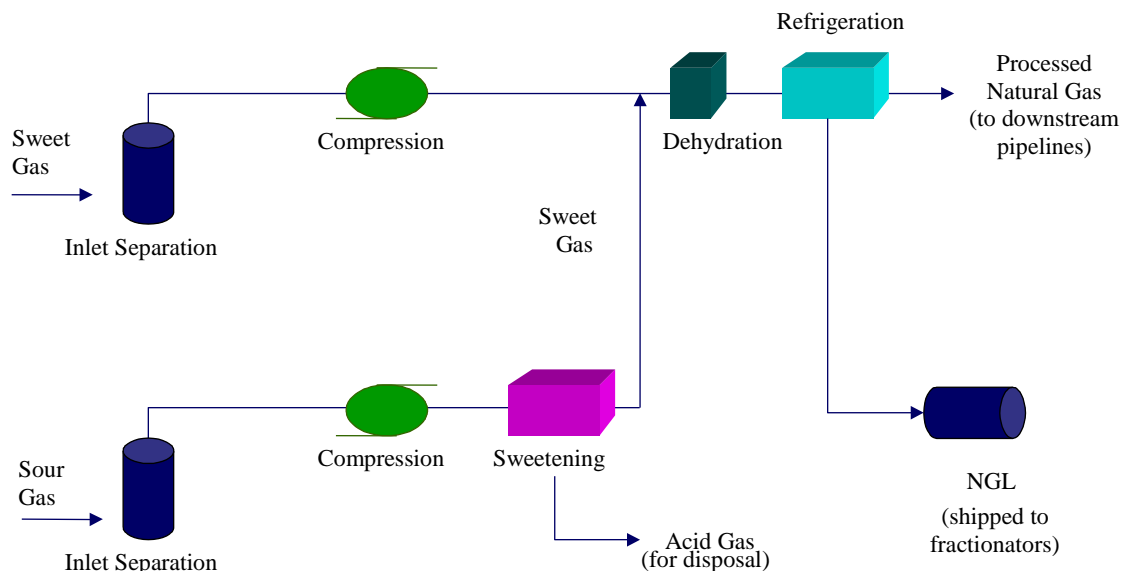 Refrigeration
Processed
Natural Gas
(to downstream
pipelines)
Sweet
Gas
Compression
Dehydration
Inlet Separation
Sweet
Gas
Sour
Gas
Compression
Sweetening
NGL
(shipped to
fractionators)
Inlet Separation
Acid Gas
(for disposal)